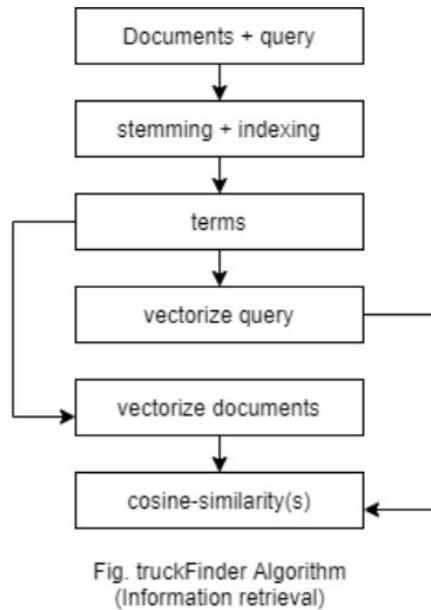 Documents + query
stemming + indexing
terms
vectorize query
vectorize documents
cosine-similarity(s)
Fig. truckFinder Algorithm
(Information retrieval)